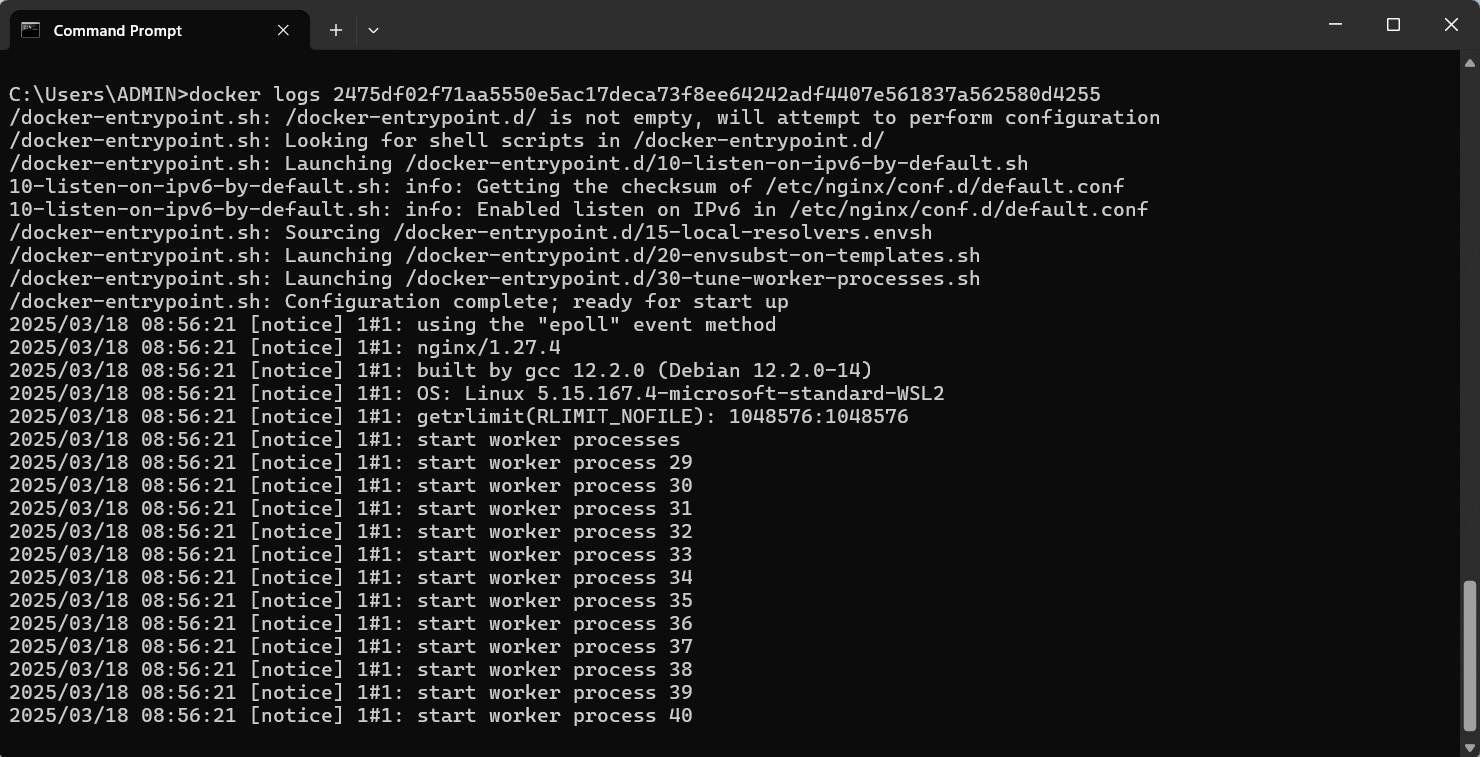 Command Prompt
C:\Users\ADMIN>docker logs 2475df02f71aa5550e5ac17deca73f8ee64242adf4407e561837a562580d4255
/docker-entrypoint.sh: /docker-entrypoint.d/ is not empty, will attempt to perform configuration
/docker-entrypoint.sh: Looking for shell scripts in /docker-entrypoint.d/
/docker-entrypoint.sh: Launching /docker-entrypoint.d/10-listen-on-ipv6-by-default.sh
10-listen-on-ipv6-by-default.sh: info: Getting the checksum of /etc/nginx/conf.d/default.conf
10-listen-on-ipv6-by-default.sh: info: Enabled listen on IPv6 in /etc/nginx/conf.d/default.conf
/docker-entrypoint.sh: Sourcing /docker-entrypoint.d/15-local-resolvers.envsh
/docker-entrypoint.sh: Launching /docker-entrypoint.d/20-envsubst-on-templates.sh
/docker-entrypoint.sh: Launching /docker-entrypoint.d/30-tune-worker-processes.sh
/docker-entrypoint.sh: Configuration complete; ready for start up
2025/03/18 08:56:21 [notice] 1#1: using the "epoll" event method
2025/03/18 08:56:21 [notice] 1#1: nginx/1.27.4
2025/03/18 08:56:21 [notice] 1#1: built by gcc 12.2.0 (Debian 12.2.0-14)
2025/03/18 08:56:21 [notice] 1#1: OS: Linux 5.15.167.4-microsoft-standard-WSL2
2025/03/18 08:56:21 [notice] 1#1: getrlimit(RLIMIT_NOFILE): 1048576:1048576
2025/03/18 08:56:21 [notice] 1#1: start worker processes
2025/03/18 08:56:21 [notice] 1#1: start worker process 29
2025/03/18 08:56:21 [notice] 1#1: start worker process 30
2025/03/18 08:56:21 [notice] 1#1: start worker process 31
2025/03/18 08:56:21 [notice] 1#1: start worker process 32
2025/03/18 08:56:21 [notice] 1#1: start worker process 33
2025/03/18 08:56:21 [notice] 1#1: start worker process 34
2025/03/18 08:56:21 [notice] 1#1: start worker process 35
2025/03/18 08:56:21 [notice] 1#1: start worker process 36
2025/03/18 08:56:21 [notice] 1#1: start worker process 37
2025/03/18 08:56:21 [notice] 1#1: start worker process 38
2025/03/18 08:56:21 [notice] 1#1: start worker process 39
2025/03/18 08:56:21 [notice] 1#1: start worker process 40